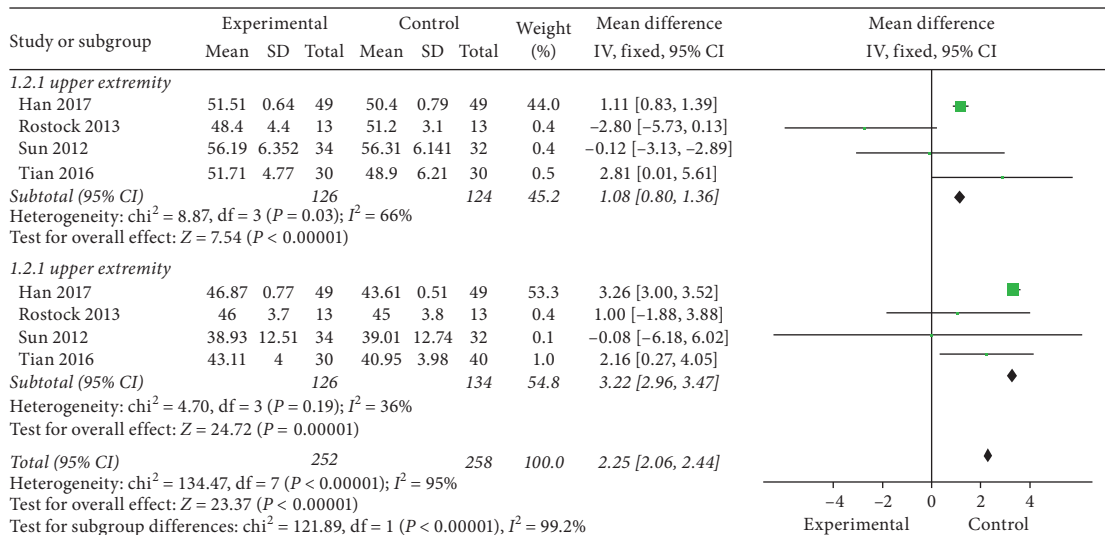 Study or subgroup Experimental Control Weight (%) Mean difference IV, fixed, 95% CI Mean difference IV, fixed, 95% CI
Mean SD Total Mean SD Total
1.2.1 upper extremity
Han 2017 51.51 0.64 49 50.4 0.79 49 44.0 1.11 [0.83, 1.39]
Rostock 2013 48.4 4.4 13 51.2 3.1 13 0.4 –2.80 [–5.73, 0.13]
Sun 2012 56.19 6.352 34 56.31 6.141 32 0.4 –0.12 [–3.13, –2.89]
Tian 2016 51.71 4.77 30 48.9 6.21 30 0.5 2.81 [0.01, 5.61]
Subtotal (95% CI) 126 124 45.2 1.08 [0.80, 1.36]
Heterogeneity: chi² = 8.87, df = 3 (P = 0.03); I² = 66%
Test for overall effect: Z = 7.54 (P < 0.00001)
1.2.1 upper extremity
Han 2017 46.87 0.77 49 43.61 0.51 49 53.3 3.26 [3.00, 3.52]
Rostock 2013 46 3.7 13 45 3.8 13 0.4 1.00 [–1.88, 3.88]
Sun 2012 38.93 12.51 34 39.01 12.74 32 0.1 –0.08 [–6.18, 6.02]
Tian 2016 43.11 4 30 40.95 3.98 40 1.0 2.16 [0.27, 4.05]
Subtotal (95% CI) 126 134 54.8 3.22 [2.96, 3.47]
Heterogeneity: chi² = 4.70, df = 3 (P = 0.19); I² = 36%
Test for overall effect: Z = 24.72 (P = 0.00001)
Total (95% CI) 252 258 100.0 2.25 [2.06, 2.44]
Heterogeneity: chi² = 134.47, df = 7 (P < 0.00001); I² = 95%
Test for overall effect: Z = 23.37 (P < 0.00001)
Test for subgroup differences: chi² = 121.89, df = 1 (P < 0.00001), I² = 99.2%
–4 –2 0 2 4
Experimental Control